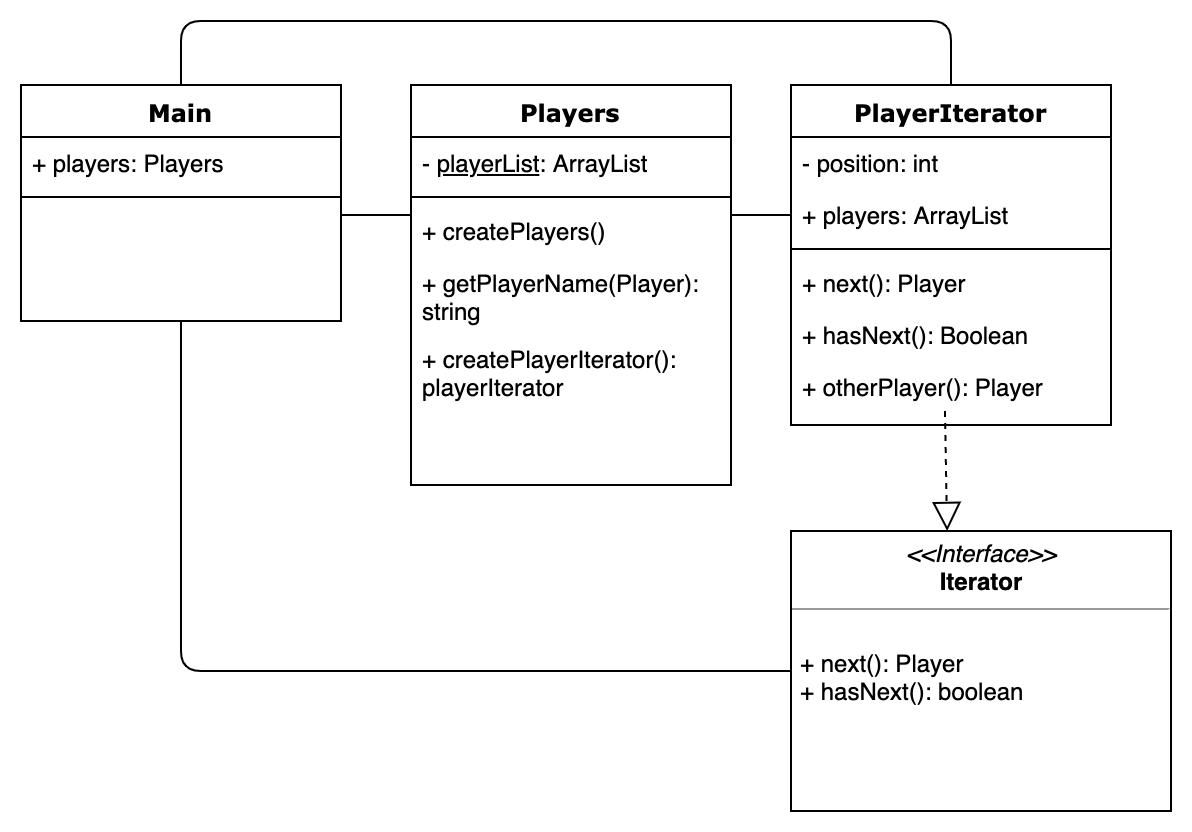 Main
+ players: Players
Players
- playerList: ArrayList
+ createPlayers()
+ getPlayerName(Player):
string
+ createPlayerIterator():
playerIterator
PlayerIterator
- position: int
+ players: ArrayList
+ next(): Player
+ hasNext(): Boolean
+ otherPlayer(): Player
<<Interface>>
Iterator
+ next(): Player
+ hasNext(): boolean